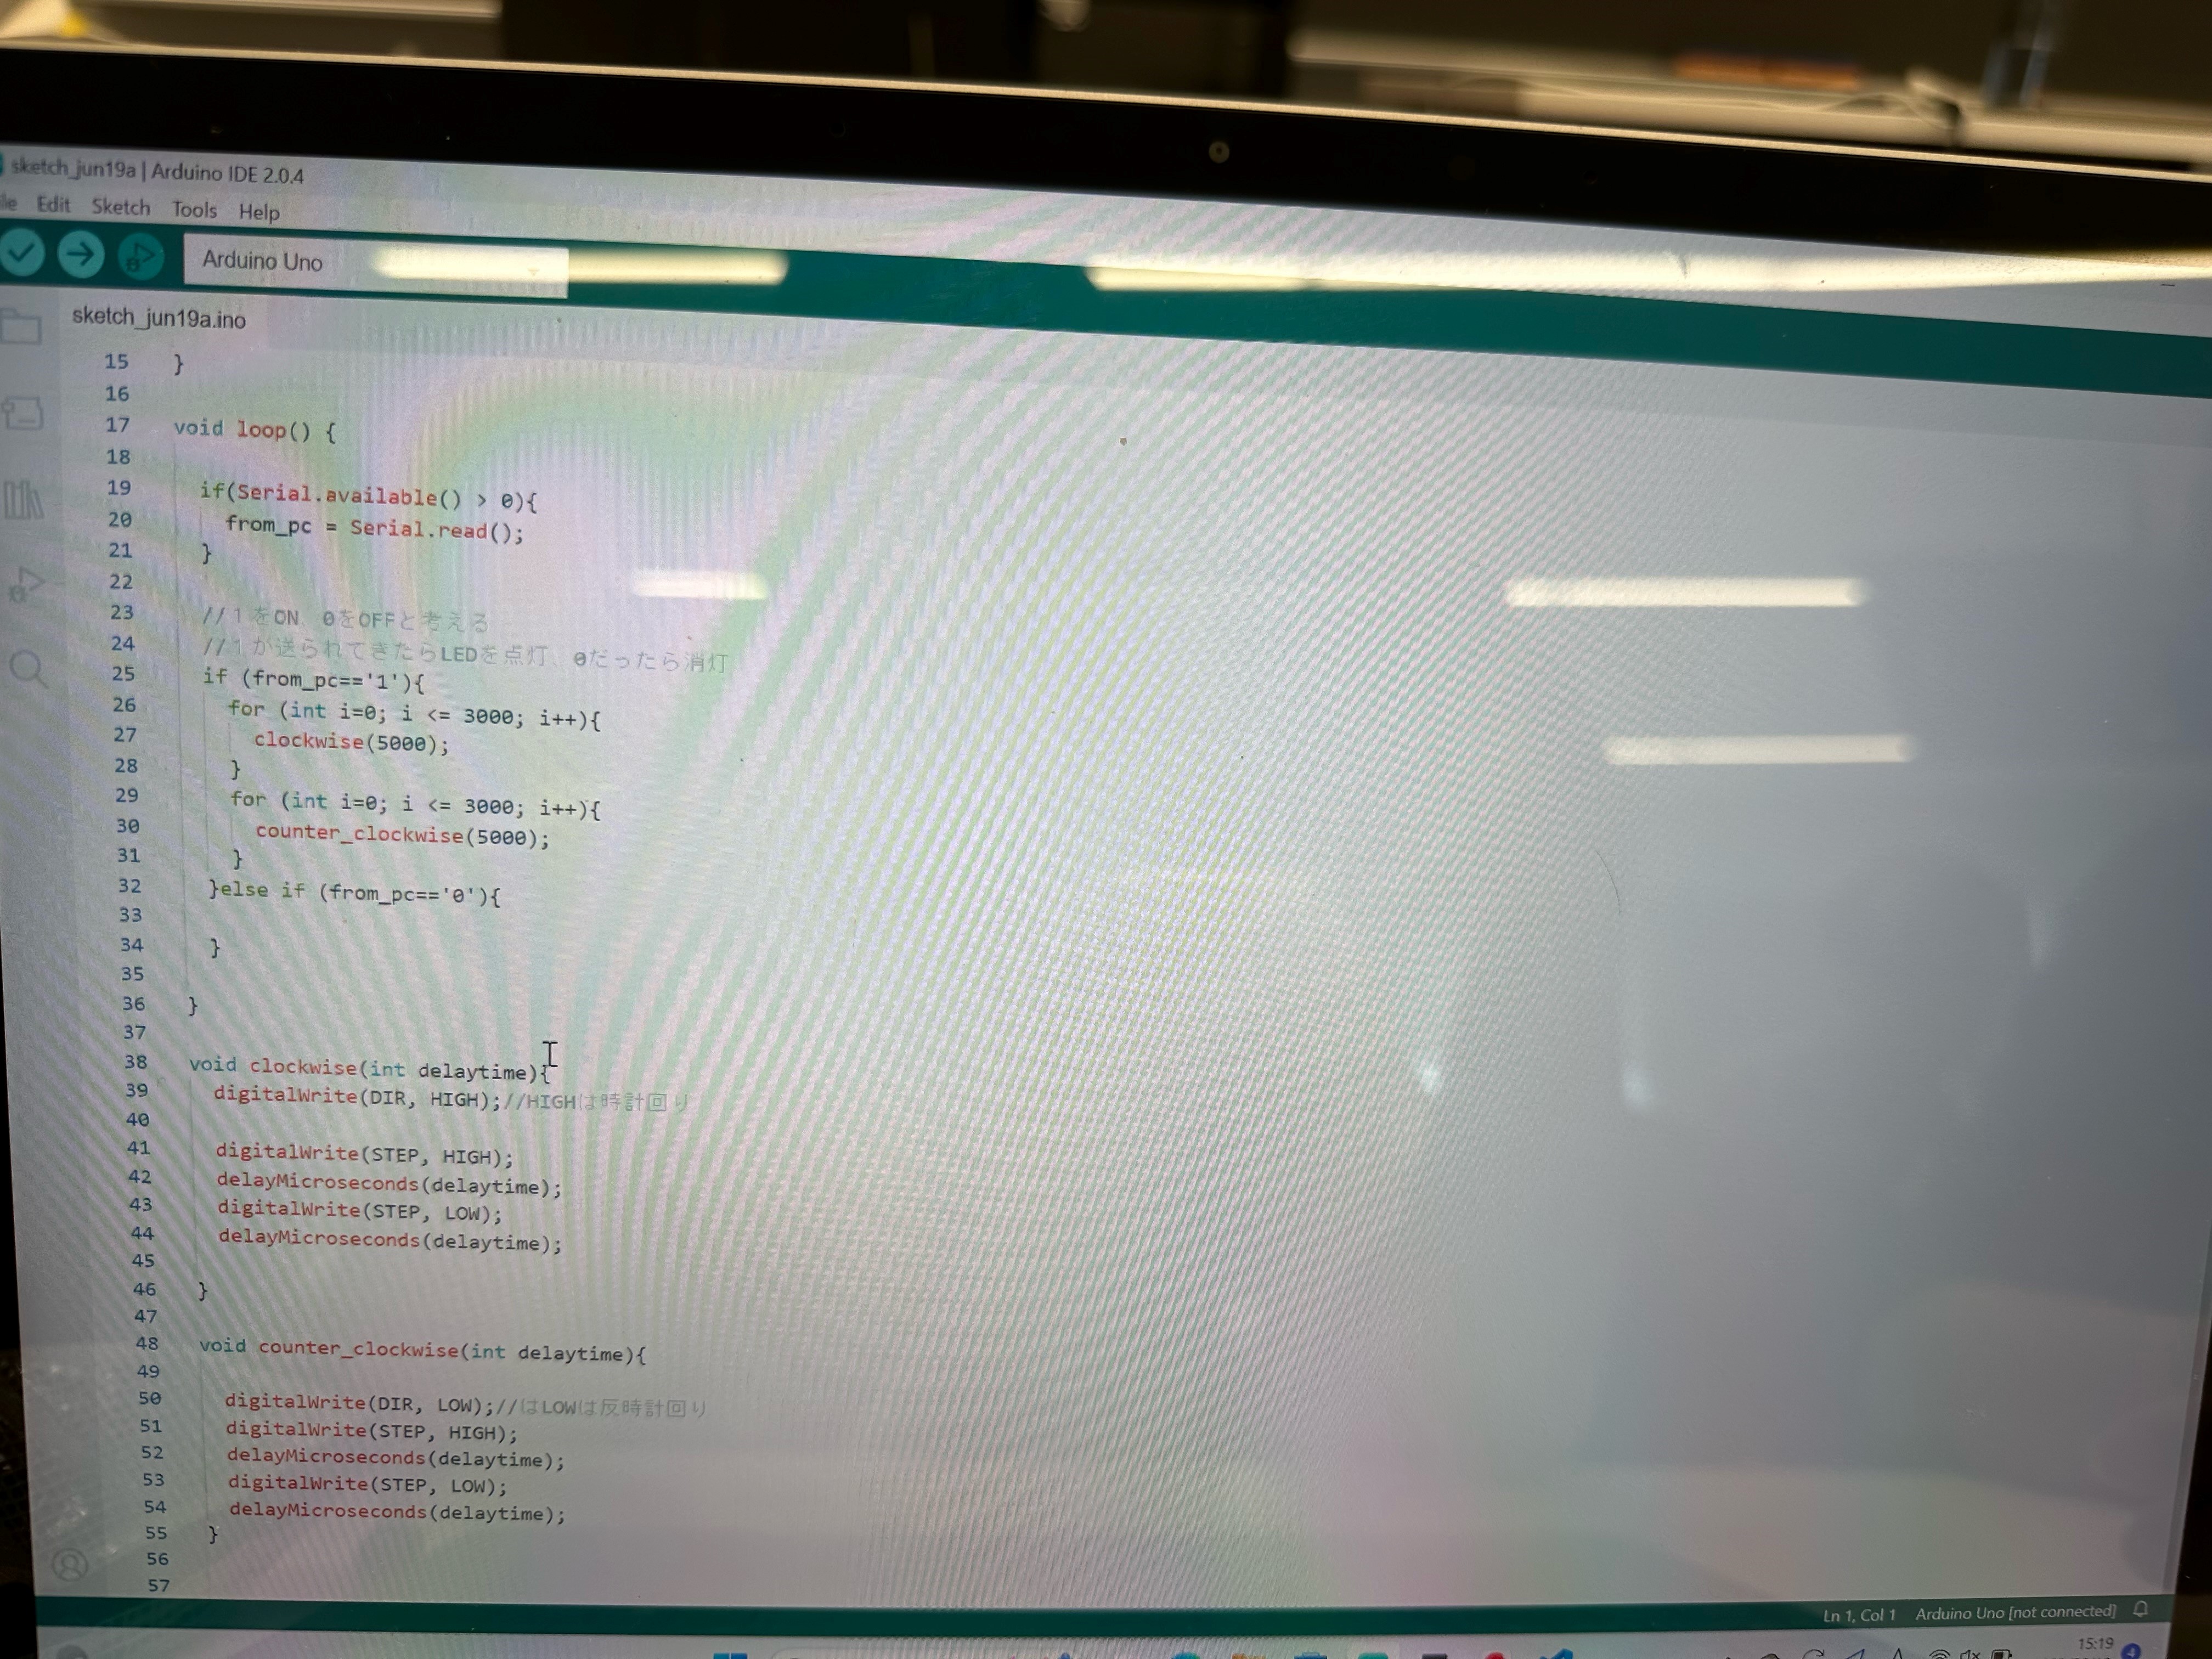 sketch_jun19a | Arduino IDE 2.0.4
Edit Sketch Tools Help
Arduino Uno
sketch_jun19a.ino
15 }
16
17 void loop() {
18
19 if(Serial.available() > 0){
20 from_pc = Serial.read();
21 }
22
23 //１をON、0をOFFと考える
24 //１が送られてきたらLEDを点灯、0だったら消灯
25 if (from_pc=='1'){
26 for (int i=0; i <= 3000; i++){
27 clockwise(5000);
28 }
29 for (int i=0; i <= 3000; i++){
30 counter_clockwise(5000);
31 }
32 }else if (from_pc=='0'){
33
34 }
35
36 }
37
38 void clockwise(int delaytime){
39 digitalWrite(DIR, HIGH);//HIGHは時計回り
40
41 digitalWrite(STEP, HIGH);
42 delayMicroseconds(delaytime);
43 digitalWrite(STEP, LOW);
44 delayMicroseconds(delaytime);
45
46 }
47
48 void counter_clockwise(int delaytime){
49
50 digitalWrite(DIR, LOW);//はLOWは反時計回り
51 digitalWrite(STEP, HIGH);
52 delayMicroseconds(delaytime);
53 digitalWrite(STEP, LOW);
54 delayMicroseconds(delaytime);
55 }
56
57
Ln 1, Col 1 Arduino Uno [not connected]
15:19